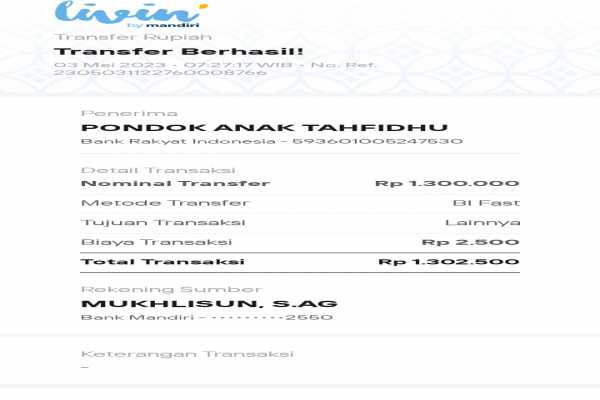 livin'
by mandiri
Transfer Rupiah
Transfer Berhasil!
03 Mei 2023 • 07:27:17 WIB • No. Ref.
2305031122760008766
Penerima
PONDOK ANAK TAHFIDHU
Bank Rakyat Indonesia - 593601005247530
Detail Transaksi
Nominal Transfer Rp 1.300.000
Metode Transfer BI Fast
Tujuan Transaksi Lainnya
Biaya Transaksi Rp 2.500
Total Transaksi Rp 1.302.500
Rekening Sumber
MUKHLISUN, S.AG
Bank Mandiri - •••••••••2550
Keterangan Transaksi
-